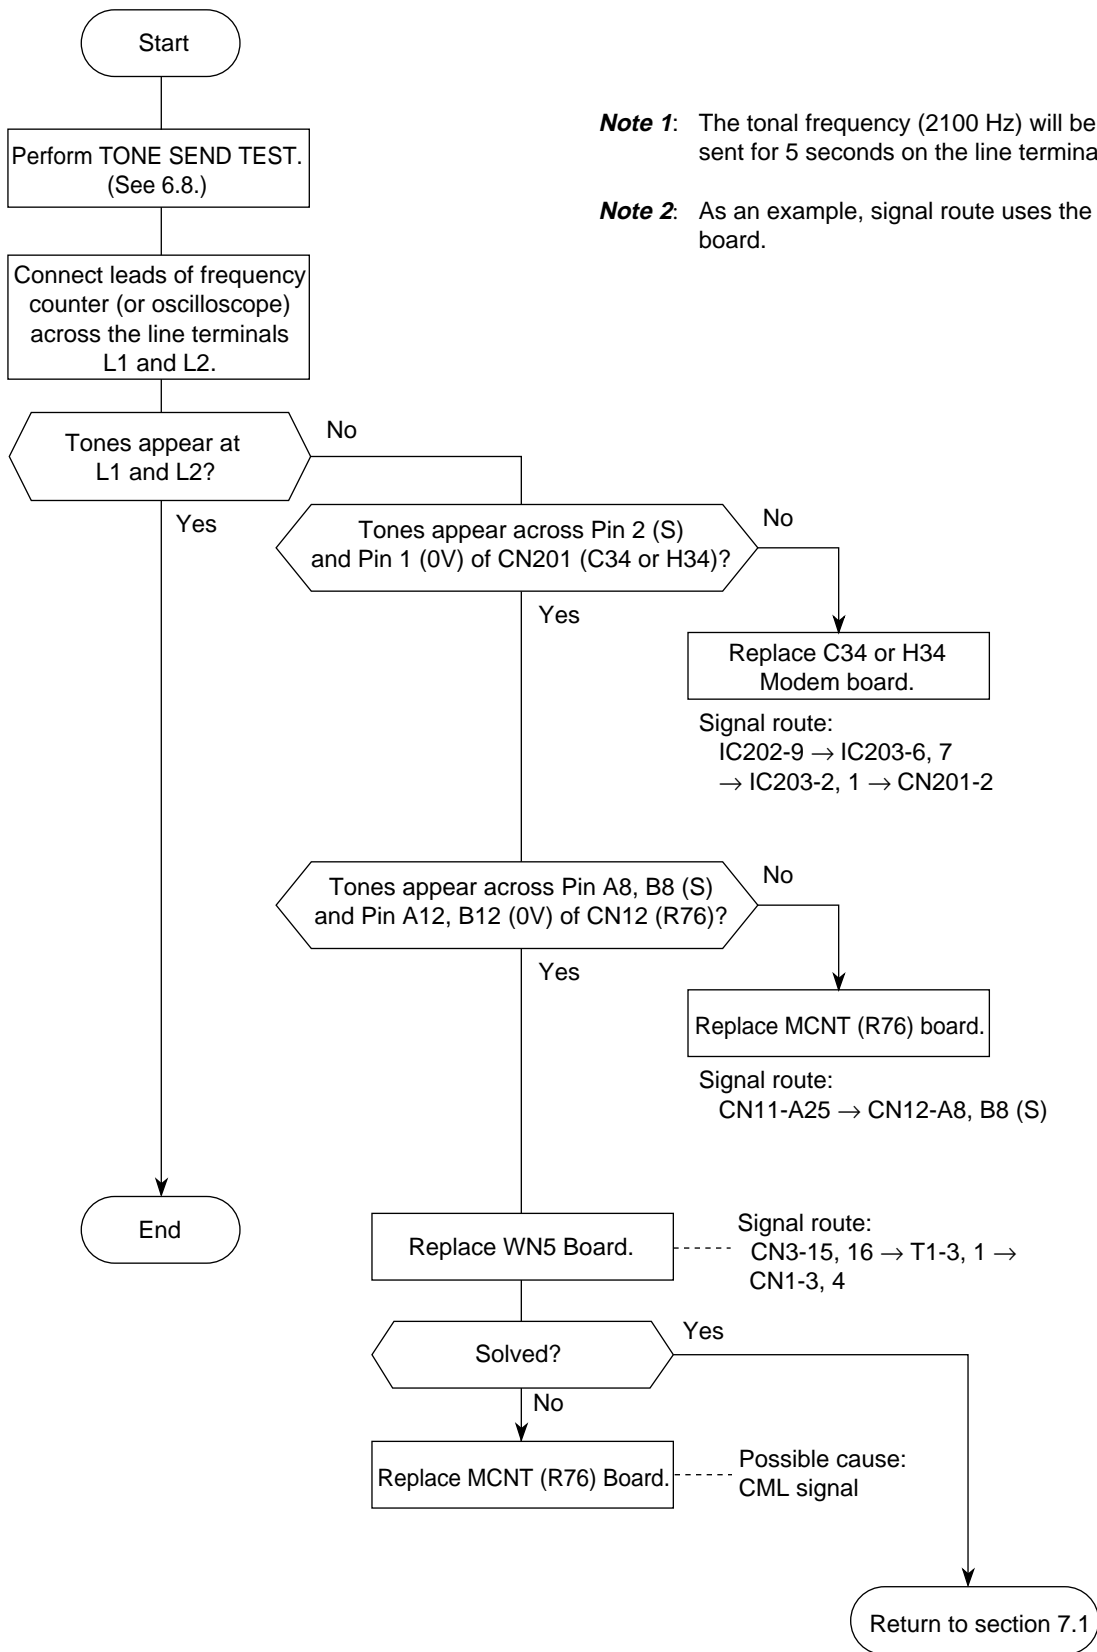 Start
Perform TONE SEND TEST.
(See 6.8.)
Note 1: The tonal frequency (2100 Hz) will be
sent for 5 seconds on the line
Note 2: As an example, signal route uses the
board.
Connect leads of frequency
counter (or oscilloscope)
across the line terminals
L1 and L2.
Tones appear at
L1 and L2?
No
Yes
Tones appear across Pin 2 (S)
and Pin 1 (0V) of CN201 (C34 or H34)?
No
Yes
Replace C34 or H34
Modem board.
Signal route:
IC202-9 → IC203-6, 7
→ IC203-2, 1 → CN201-2
Tones appear across Pin A8, B8 (S)
and Pin A12, B12 (0V) of CN12 (R76)?
No
Yes
Replace MCNT (R76) board.
Signal route:
CN11-A25 → CN12-A8, B8 (S)
End
Replace WN5 Board.
Signal route:
CN3-15, 16 → T1-3, 1 →
CN1-3, 4
Solved?
Yes
No
Replace MCNT (R76) Board.
Possible cause:
CML signal
Return to section 7.1